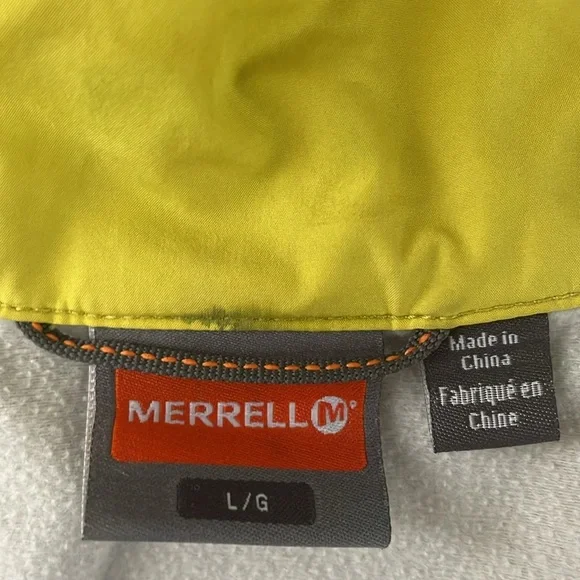 MERRELL M
L/G
Made in
China
Fabriqué en
Chine